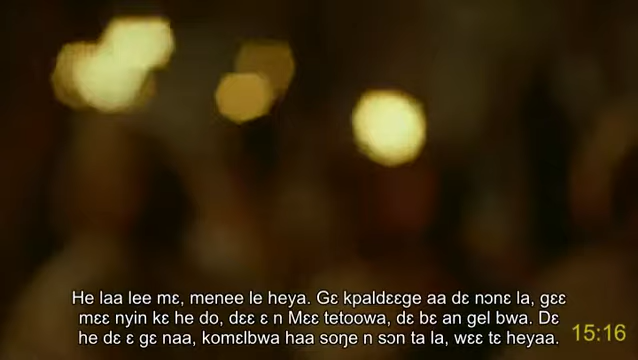 He laa lee mɛ, menee le heya. Gɛ kpaldɛɛge aa dɛ nɔnɛ la, gɛɛ
mɛɛ nyin kɛ he do, dɛɛ ɛ n Mɛɛ tetoowa, dɛ bɛ an gel bwa. Dɛ
he dɛ ɛ gɛ naa, komɛlbwa haa soŋe n sɔn ta la, wɛɛ tɛ heyaa.
15:16